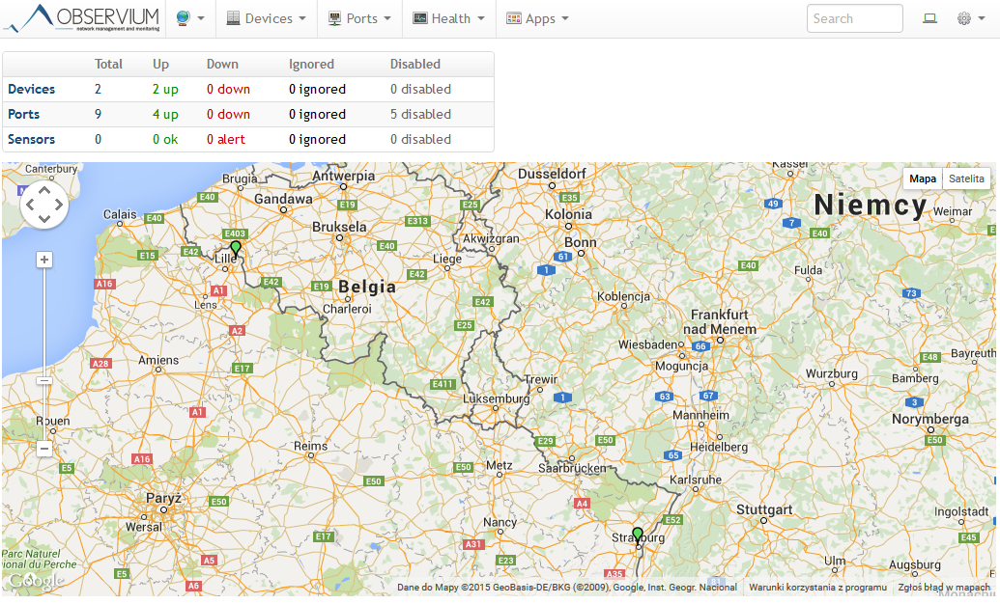 OBSERVIUM
network management and monitoring
Devices
Ports
Health
Apps
Search
Total Up Down Ignored Disabled
Devices 2 2 up 0 down 0 ignored 0 disabled
Ports 9 4 up 0 down 0 ignored 5 disabled
Sensors 0 0 ok 0 alert 0 ignored 0 disabled
Mapa Satelita
Canterbury
Brugia
Antwerpia
Dusseldorf
Kassel
E40
Gandawa
E19
E25
E35
49
Niemcy
Weimar
Calais
E40
E403
Bruksela
E313
Kolonia
7
E40
E15
E42
Lille
E40
Akwizgran
Bonn
61
Liege
1
E40
Fulda
A16
A1
E42
E19
Belgia
E42
Lens
Charleroi
E42
Koblencja
73
A2
E25
Frankfurt
nad Menem
Wiesbaden
66
Amiens
A28
E17
Moguncja
E48
Bayreuth
E411
Trewir
Wurzburg
Bamberg
Luksemburg
1
63
67
3
A1
Mannheim
Norymberga
Rouen
E29
E50
E50
Reims
Heidelberg
65
A16
E50
Metz
Saarbrücken
E5
E50
Karlsruhe
Paryż
E50
A4
Stuttgart
Ingolstadt
Wersal
Nancy
E52
E17
Strasburg
E45
A31
Parc Naturel
ional du Perche
A5
E23
Ulm
Augsburg
E5
A6
A35
Google
Dane do Mapy ©2015 GeoBasis-DE/BKG (©2009), Google, Inst. Geogr. Nacional Warunki korzystania z programu Zgłoś błąd w mapach